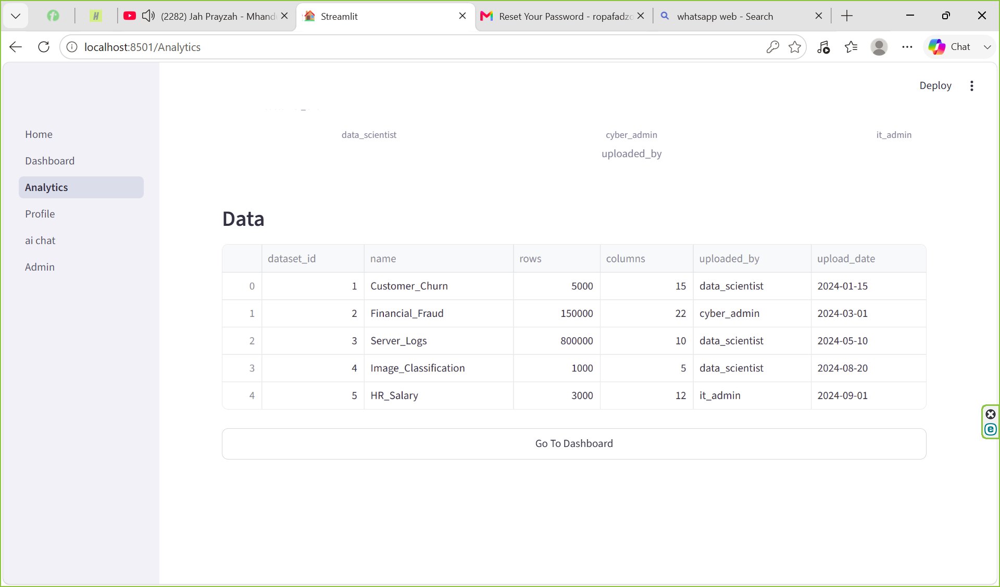 (2282) Jah Prayzah - Mhand
Streamlit
Reset Your Password - ropafadzo
whatsapp web - Search
localhost:8501/Analytics
Chat
Deploy
Home
Dashboard
Analytics
Profile
ai chat
Admin
data_scientist cyber_admin it_admin
uploaded_by
Data
dataset_id name rows columns uploaded_by upload_date
0 1 Customer_Churn 5000 15 data_scientist 2024-01-15
1 2 Financial_Fraud 150000 22 cyber_admin 2024-03-01
2 3 Server_Logs 800000 10 data_scientist 2024-05-10
3 4 Image_Classification 1000 5 data_scientist 2024-08-20
4 5 HR_Salary 3000 12 it_admin 2024-09-01
Go To Dashboard